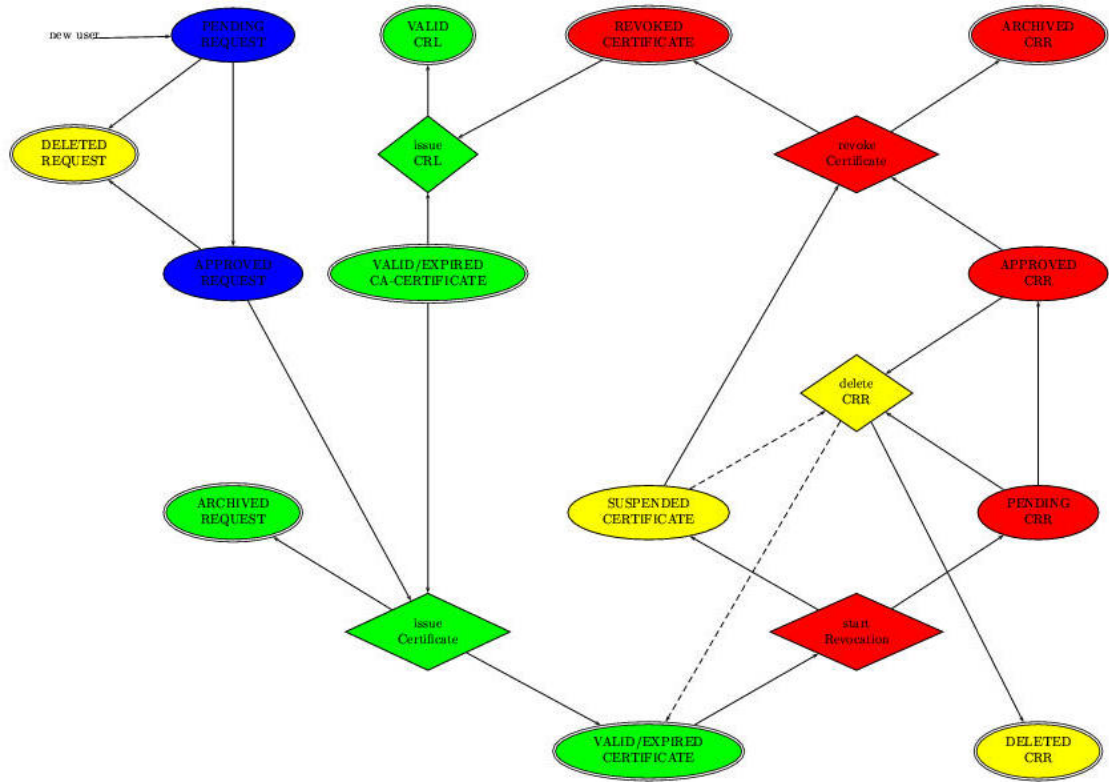 new user
PENDING
REQUEST
VALID
CRL
REVOKED
CERTIFICATE
ARCHIVED
CRR
DELETED
REQUEST
issue
CRL
revoke
Certificate
APPROVED
REQUEST
VALID/EXPIRED
CA-CERTIFICATE
APPROVED
CRR
delete
CRR
ARCHIVED
REQUEST
SUSPENDED
CERTIFICATE
PENDING
CRR
issue
Certificate
start
Revocation
VALID/EXPIRED
CERTIFICATE
DELETED
CRR